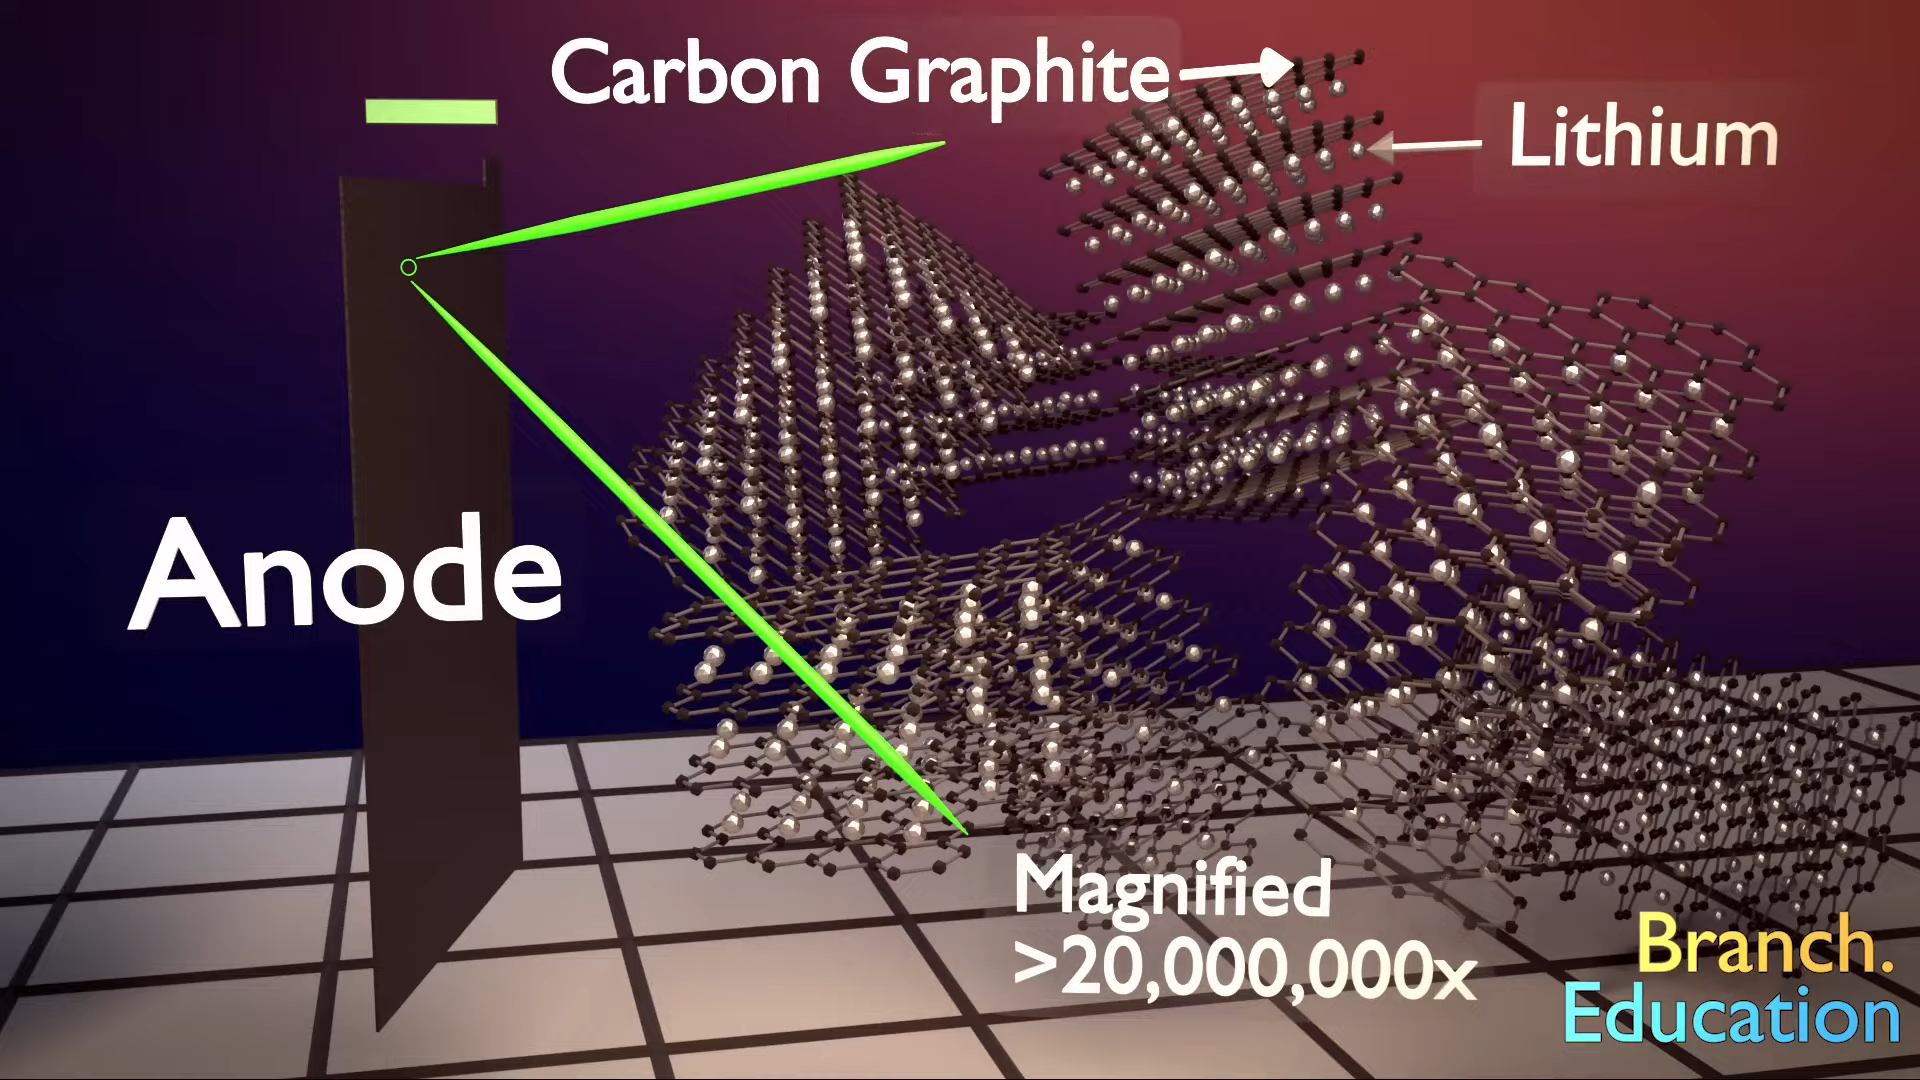 Carbon Graphite
Lithium
Anode
Magnified
>20,000,000x
Branch.
Education